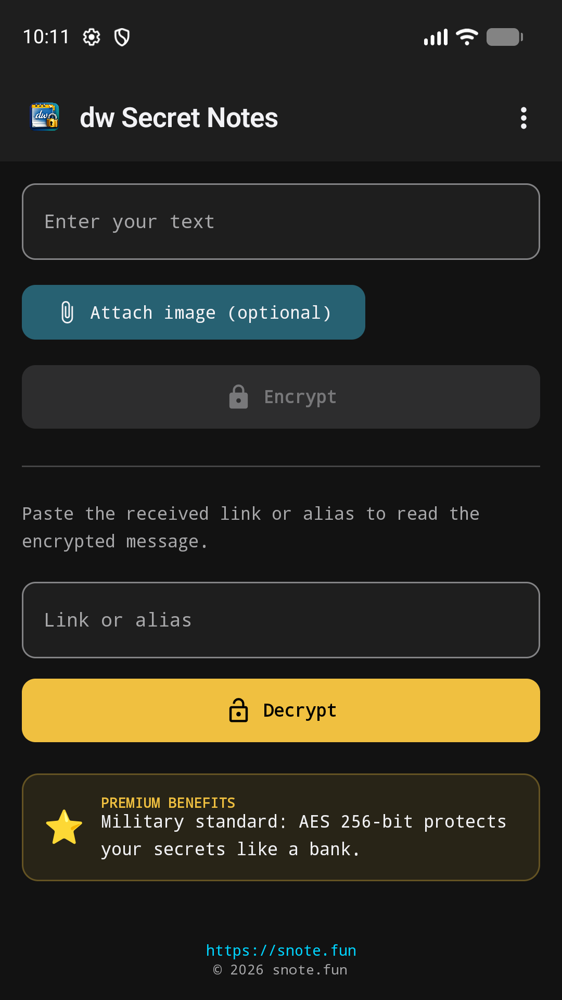 10:11
dw
dw Secret Notes
Enter your text
Attach image (optional)
Encrypt
Paste the received link or alias to read the
encrypted message.
Link or alias
Decrypt
PREMIUM BENEFITS
Military standard: AES 256-bit protects
your secrets like a bank.
https://snote.fun
© 2026 snote.fun